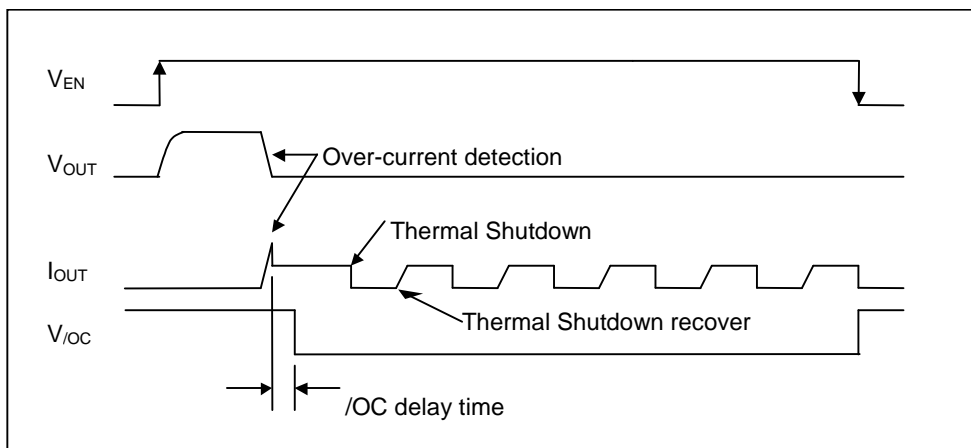 VEN
VOUT
Over-current detection
Thermal Shutdown
IOUT
Thermal Shutdown recover
V/OC
/OC delay time